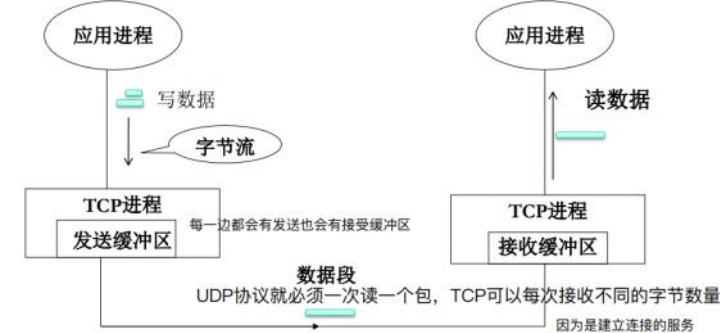 应用进程
应用进程
写数据
读数据
字节流
TCP进程
TCP进程
每一边都会有发送也会有接受缓冲区
发送缓冲区
接收缓冲区
数据段
UDP协议就必须一次读一个包，TCP可以每次接收不同的字节数量
因为是建立连接的服务